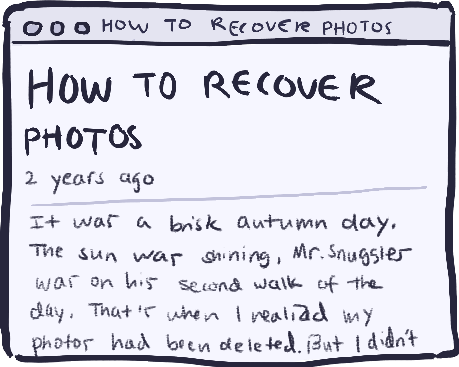 HOW TO RECOVER PHOTOS
HOW TO RECOVER
PHOTOS
2 years ago
It was a brisk autumn day.
The sun was shining, Mr. Snuggler
was on his second walk of the
day. That's when I realized my
photos had been deleted. But I didn't